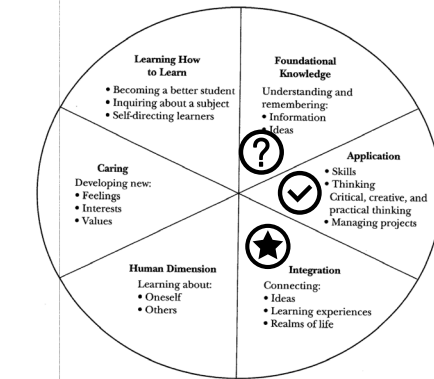 Learning How
to Learn
• Becoming a better student
• Inquiring about a subject
• Self-directing learners
Foundational
Knowledge
Understanding and
remembering:
• Information
• Ideas
Application
• Skills
• Thinking
Critical, creative, and
practical thinking
• Managing projects
Caring
Developing new:
• Feelings
• Interests
• Values
Human Dimension
Learning about:
• Oneself
• Others
Integration
Connecting:
• Ideas
• Learning experiences
• Realms of life
?